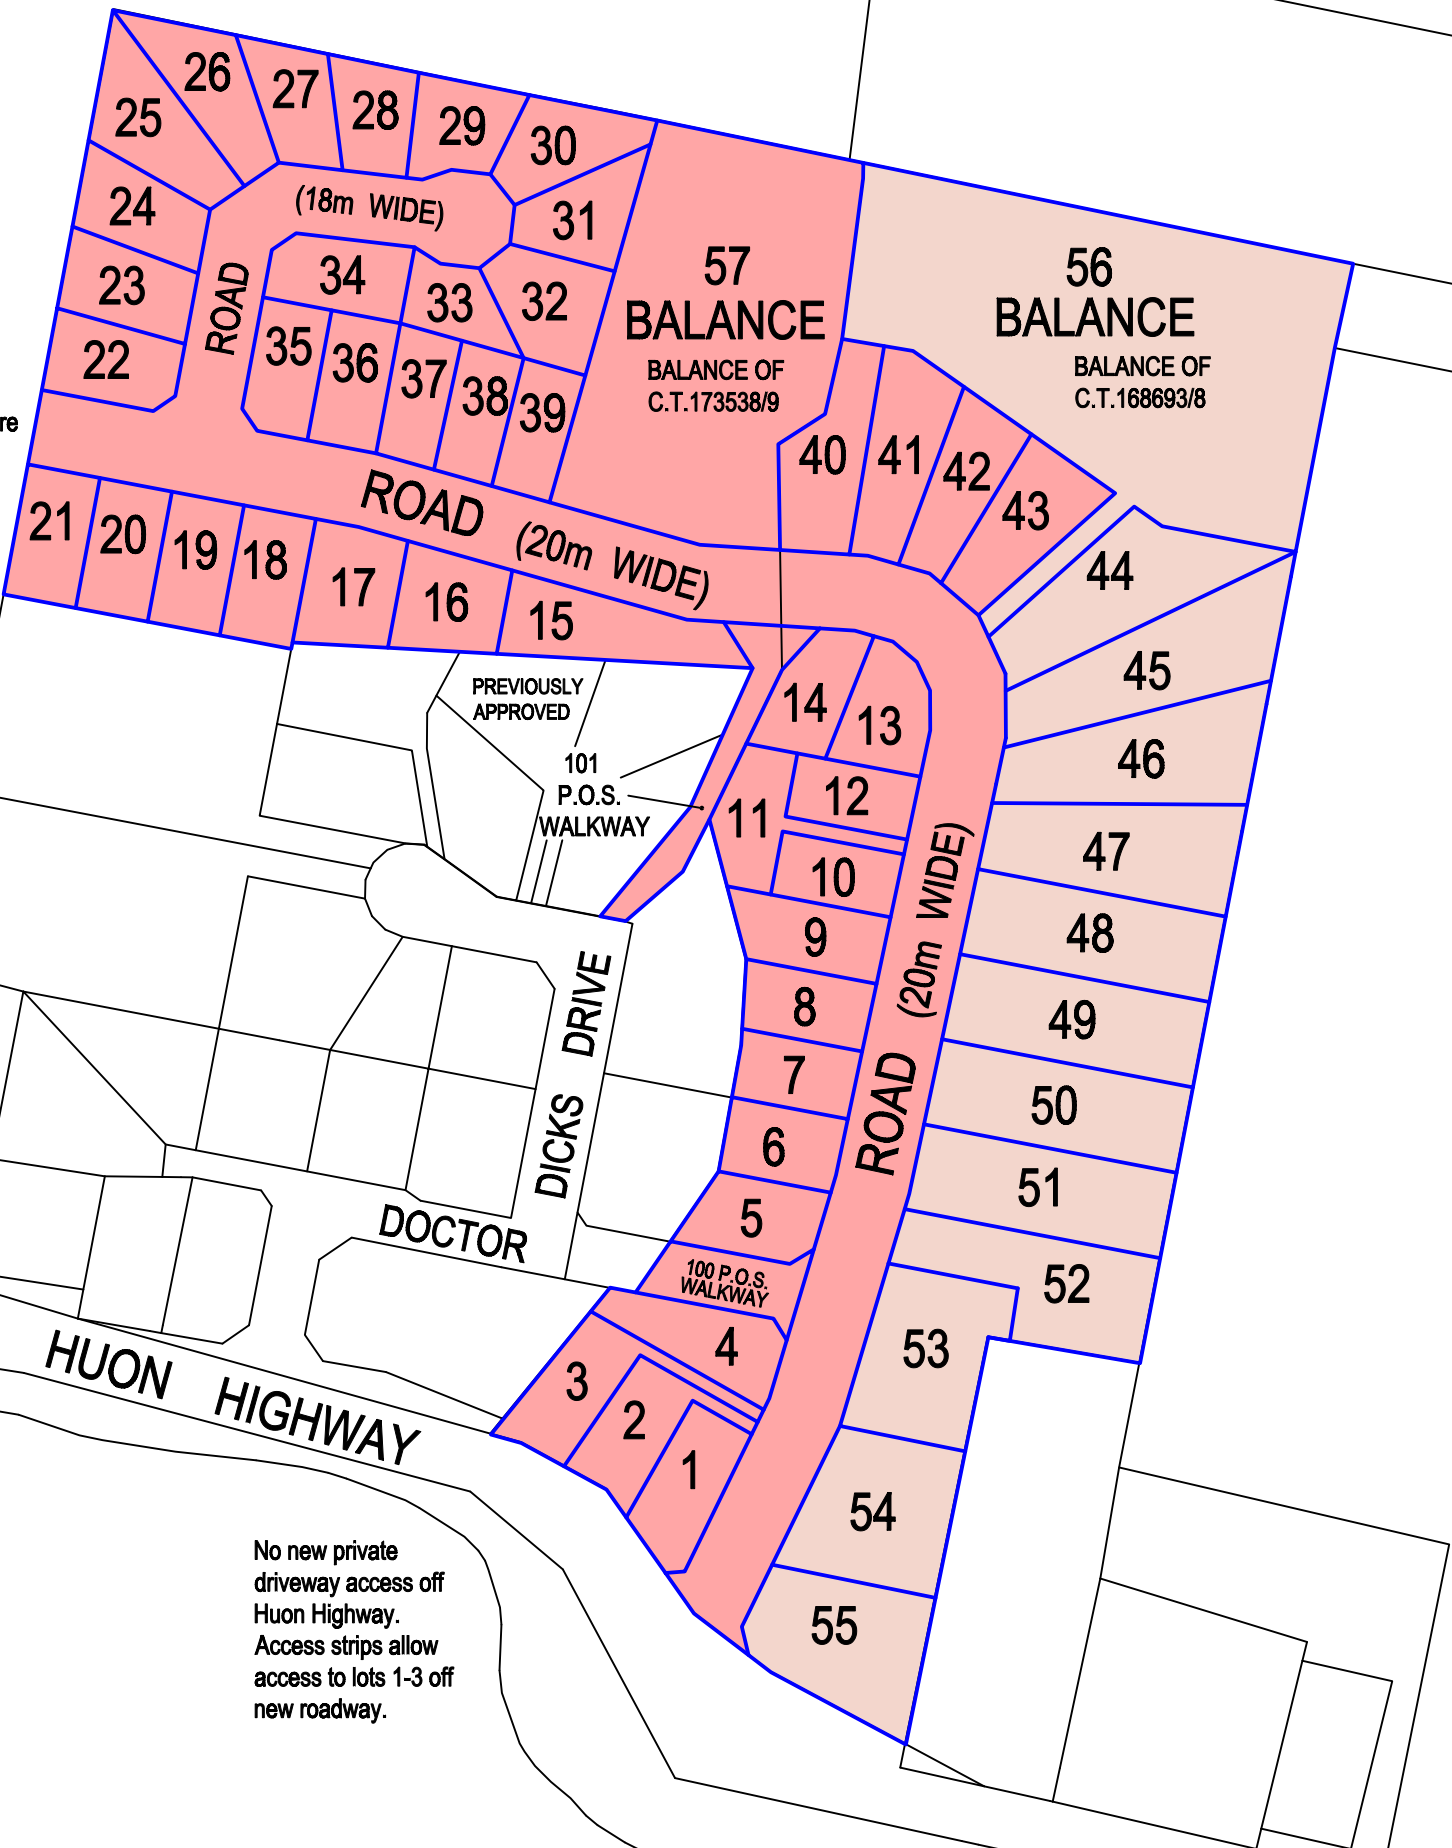 26
27
28
29
25
30
24
(18m WIDE)
31
57
BALANCE
BALANCE OF
C.T.173538/9
56
BALANCE
BALANCE OF
C.T.168693/8
34
33
32
23
ROAD
22
35
36
37
38
39
re
40
41
42
43
ROAD (20m WIDE)
21
20
19
18
17
16
15
44
45
46
PREVIOUSLY
APPROVED
14
13
101
P.O.S.
WALKWAY
12
11
10
47
9
48
8
49
7
50
ROAD (20m WIDE)
6
51
5
DICKS DRIVE
DOCTOR
100 P.O.S.
WALKWAY
52
4
53
3
2
1
HUON HIGHWAY
54
55
No new private
driveway access off
Huon Highway.
Access strips allow
access to lots 1-3 off
new roadway.